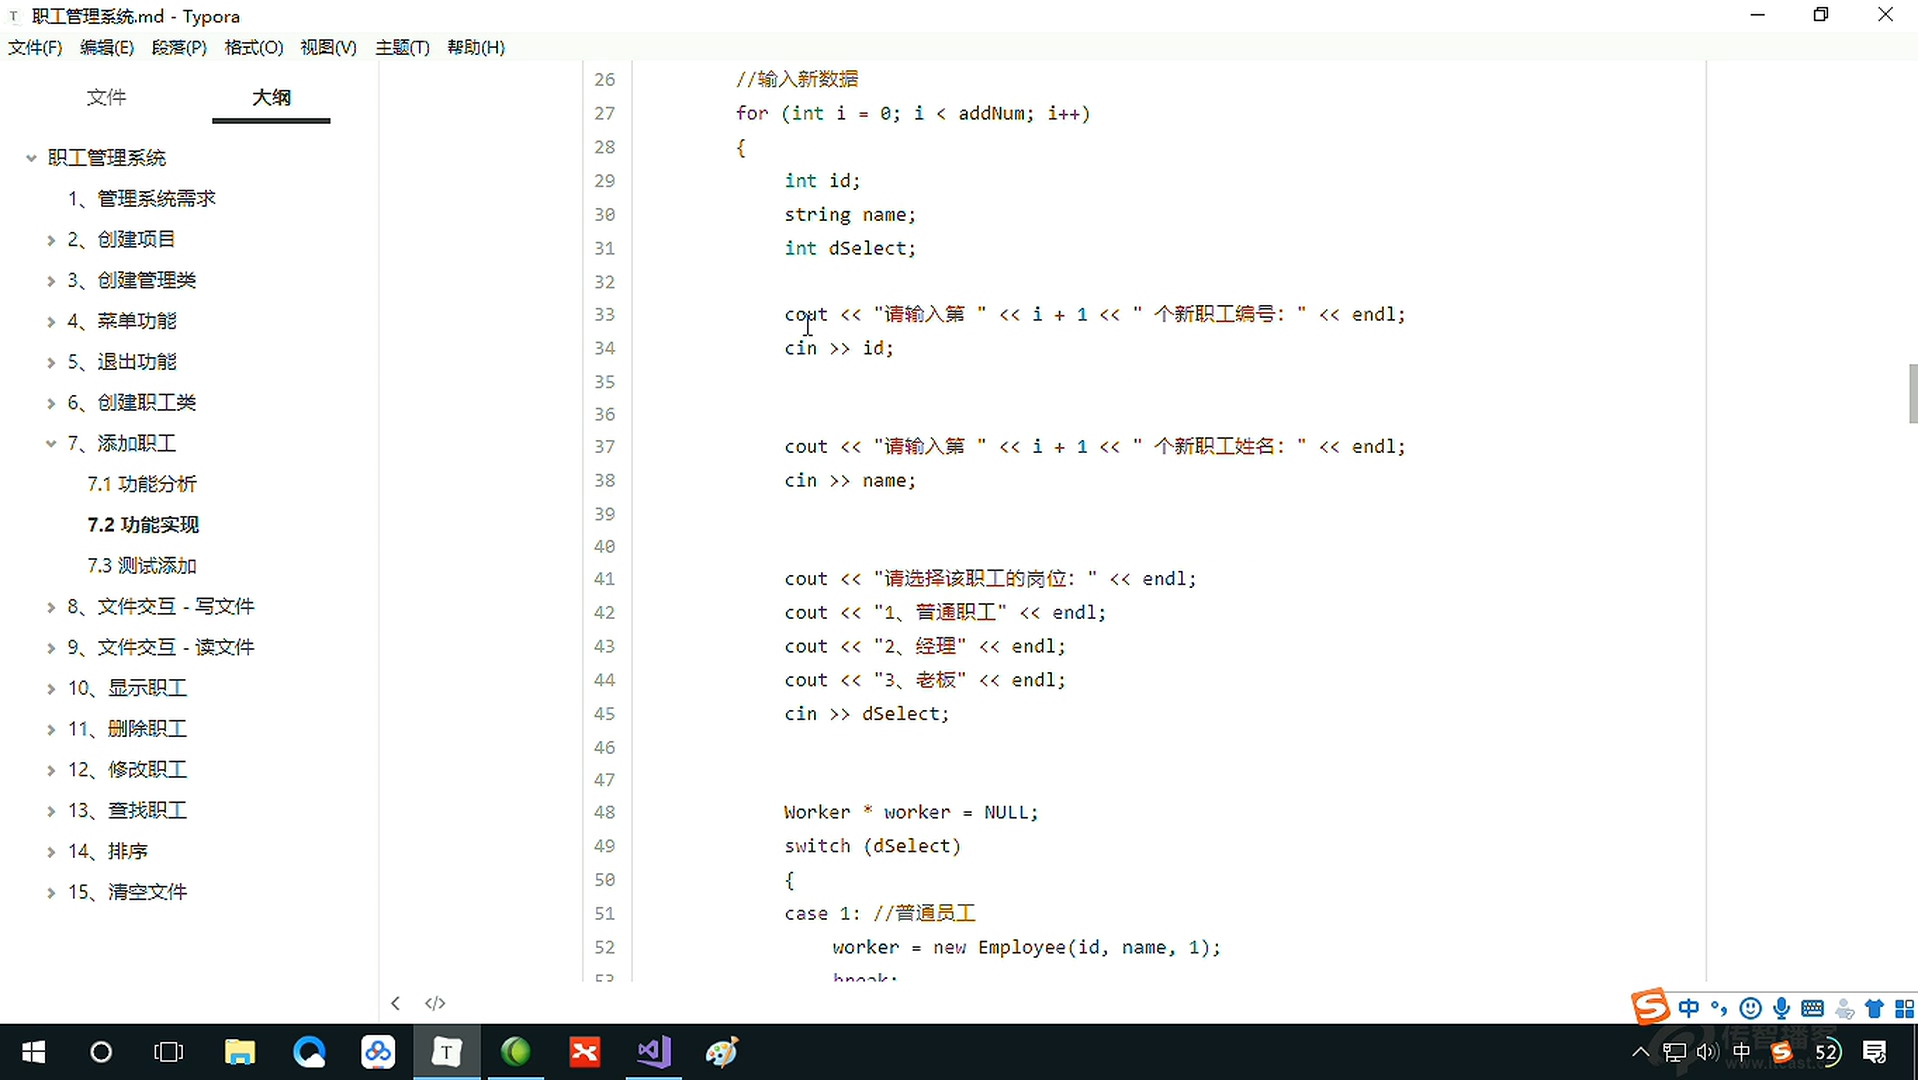 职工管理系统.md - Typora
文件(F) 编辑(E) 段落(P) 格式(O) 视图(V) 主题(T) 帮助(H)
文件 大纲
职工管理系统
1、管理系统需求
2、创建项目
3、创建管理类
4、菜单功能
5、退出功能
6、创建职工类
7、添加职工
7.1 功能分析
7.2 功能实现
7.3 测试添加
8、文件交互 - 写文件
9、文件交互 - 读文件
10、显示职工
11、删除职工
12、修改职工
13、查找职工
14、排序
15、清空文件
26 //输入新数据
27 for (int i = 0; i < addNum; i++)
28 {
29 int id;
30 string name;
31 int dSelect;
32
33 cout << "请输入第 " << i + 1 << " 个新职工编号：" << endl;
34 cin >> id;
35
36
37 cout << "请输入第 " << i + 1 << " 个新职工姓名：" << endl;
38 cin >> name;
39
40
41 cout << "请选择该职工的岗位：" << endl;
42 cout << "1、普通职工" << endl;
43 cout << "2、经理" << endl;
44 cout << "3、老板" << endl;
45 cin >> dSelect;
46
47
48 Worker * worker = NULL;
49 switch (dSelect)
50 {
51 case 1: //普通员工
52 worker = new Employee(id, name, 1);
53 break;
中
中 52
传智播客